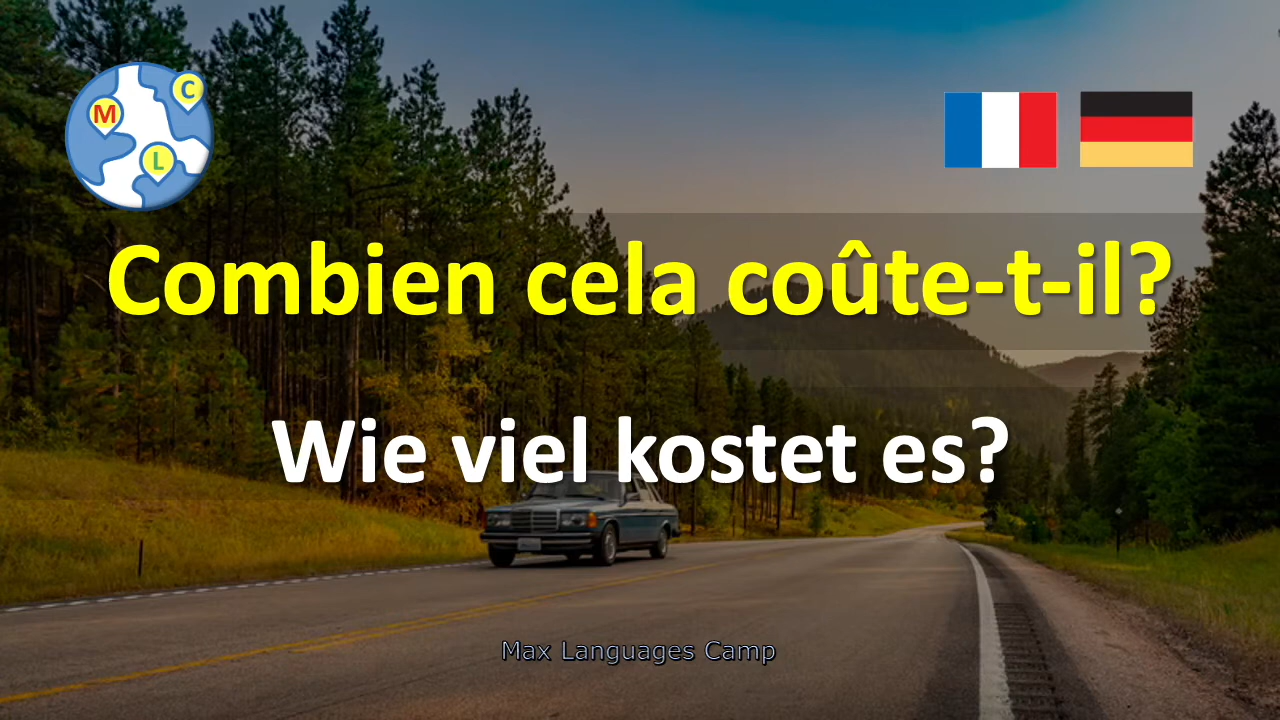 M
C
L
Combien cela coûte-t-il?
Wie viel kostet es?
Max Languages Camp